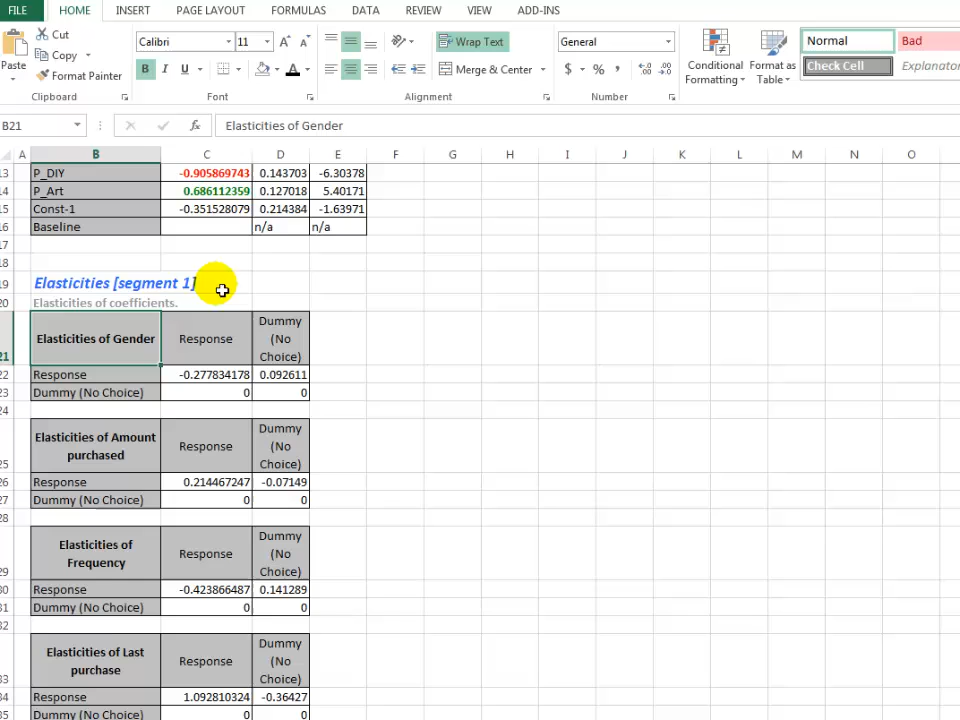 FILE HOME INSERT PAGE LAYOUT FORMULAS DATA REVIEW VIEW ADD-INS
Paste
Cut
Copy
Format Painter
Clipboard
Calibri 11
B I U
Font
Wrap Text
Merge & Center
Alignment
General
$ %
Number
Conditional Formatting
Format as Table
Normal Bad
Check Cell Explanator
B21 fx Elasticities of Gender
A B C D E F G H I J K L M N O
13 P_DIY -0.905869743 0.143703 -6.30378
14 P_Art 0.686112359 0.127018 5.40171
15 Const-1 -0.351528079 0.214384 -1.63971
16 Baseline n/a n/a
17
18
19 Elasticities [segment 1]
20 Elasticities of coefficients.
21 Elasticities of Gender Response Dummy (No Choice)
22 Response -0.277834178 0.092611
23 Dummy (No Choice) 0 0
24
25 Elasticities of Amount purchased Response Dummy (No Choice)
26 Response 0.214467247 -0.07149
27 Dummy (No Choice) 0 0
28
29 Elasticities of Frequency Response Dummy (No Choice)
30 Response -0.423866487 0.141289
31 Dummy (No Choice) 0 0
32
33 Elasticities of Last purchase Response Dummy (No Choice)
34 Response 1.092810324 -0.36427
35 Dummy (No Choice) 0 0